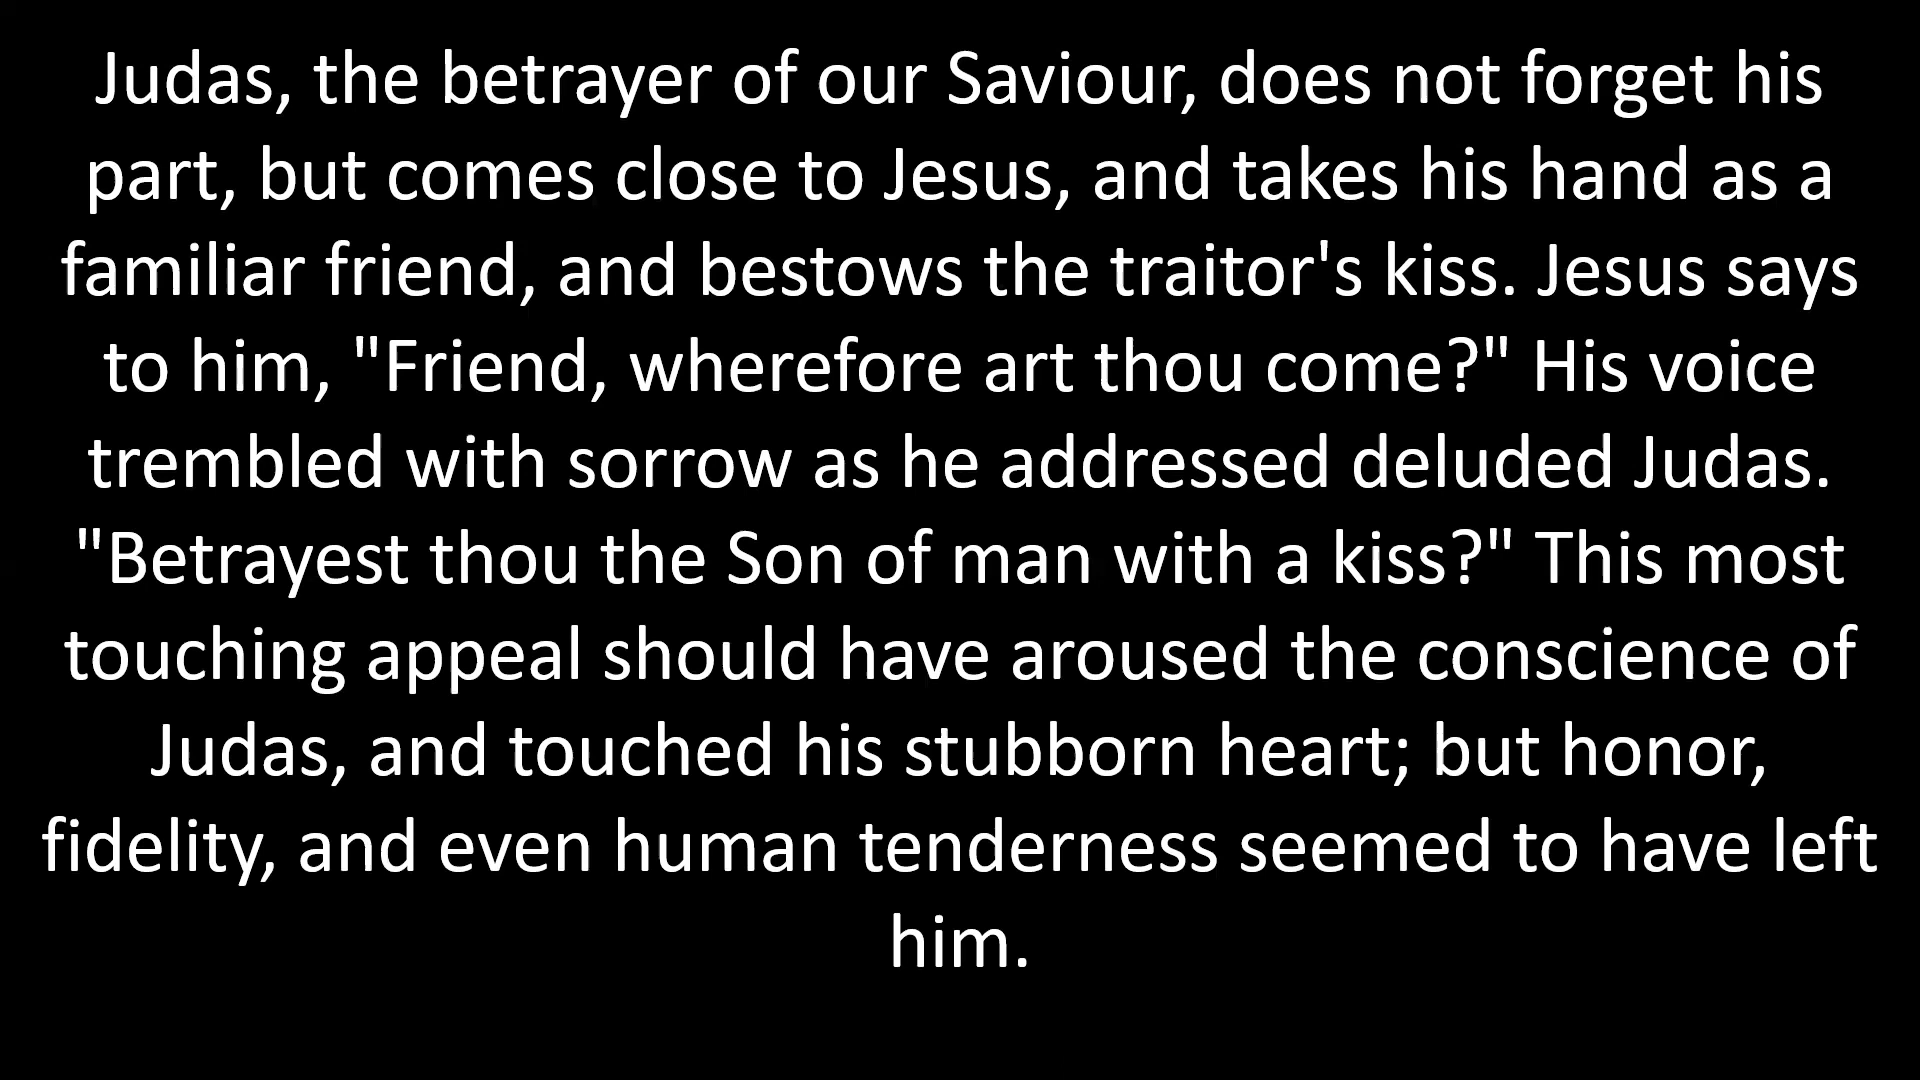 Judas, the betrayer of our Saviour, does not forget his
part, but comes close to Jesus, and takes his hand as a
familiar friend, and bestows the traitor's kiss. Jesus says
to him, "Friend, wherefore art thou come?" His voice
trembled with sorrow as he addressed deluded Judas.
"Betrayest thou the Son of man with a kiss?" This most
touching appeal should have aroused the conscience of
Judas, and touched his stubborn heart; but honor,
fidelity, and even human tenderness seemed to have left
him.